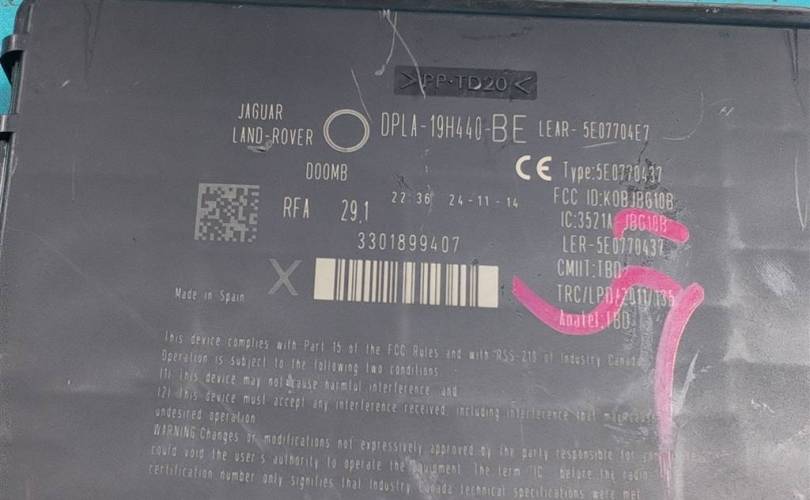 >PP-TD20<
JAGUAR
LAND-ROVER
DPLA-19H440-BE LEAR- 5E07704E7
D00MB
CE Type:5E0770437
RFA 29.1
22:36 24-11-14
FCC ID:KOBJBG10B
IC:3521A-JBG10B
3301899407
LER-5E0770437
X
CMIIT:TBD
TRC/LPD/2011/135
Made in Spain
Anatel:TBD
This device complies with Part 15 of the FCC Rules and with RSS-210 of Industry Canada
Operation is subject to the following two conditions
(1) This device may not cause harmful interference and
(2) This device must accept any interference received, including interference that may cause
undesired operation
WARNING Changes or modifications not expressively approved by the party responsible for
could void the user's authority to operate the equipment. The term "IC" before the radio
certification number only signifies that Industry Canada technical specifications were met